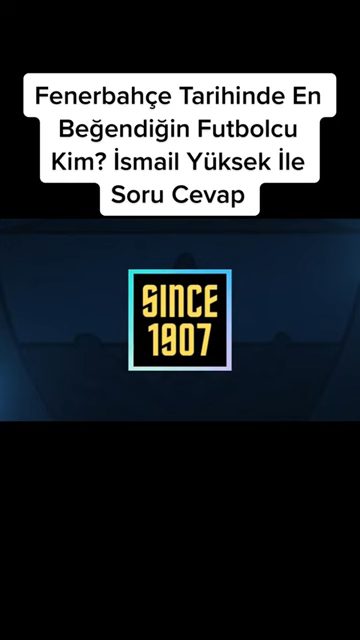 Fenerbahçe Tarihinde En
Beğendiğin Futbolcu
Kim? İsmail Yüksek İle
Soru Cevap
SINCE
1907